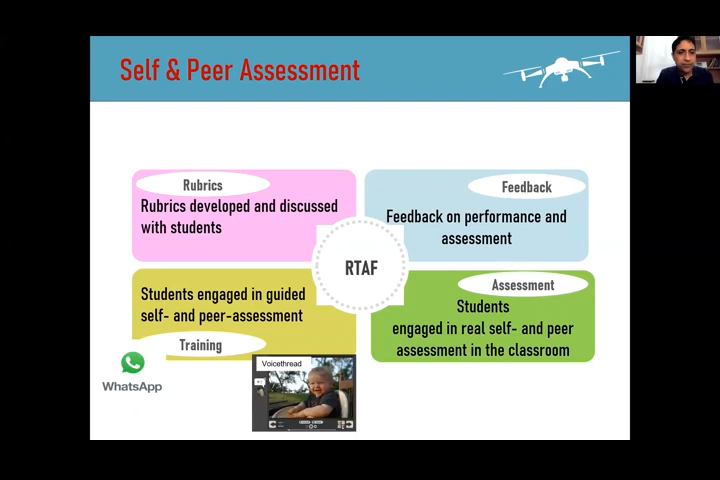 Self & Peer Assessment
Rubrics
Rubrics developed and discussed
with students
Feedback
Feedback on performance and
assessment
RTAF
Students engaged in guided
self- and peer-assessment
Training
Assessment
Students
engaged in real self- and peer
assessment in the classroom
WhatsApp
Voicethread